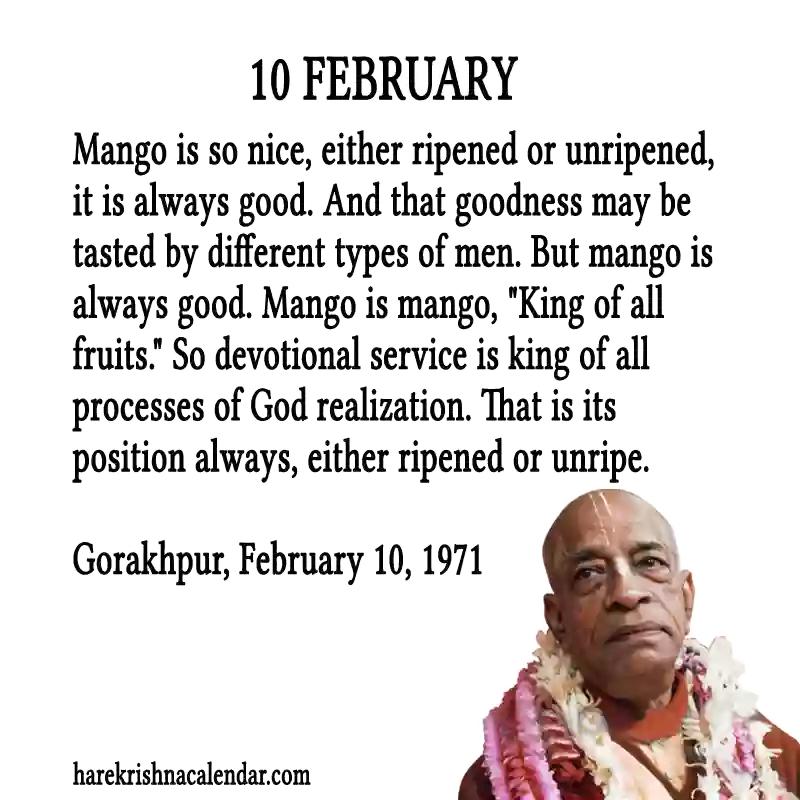 10 FEBRUARY
Mango is so nice, either ripened or unripened,
it is always good. And that goodness may be
tasted by different types of men. But mango is
always good. Mango is mango, "King of all
fruits." So devotional service is king of all
processes of God realization. That is its
position always, either ripened or unripe.
Gorakhpur, February 10, 1971
harekrishnacalendar.com